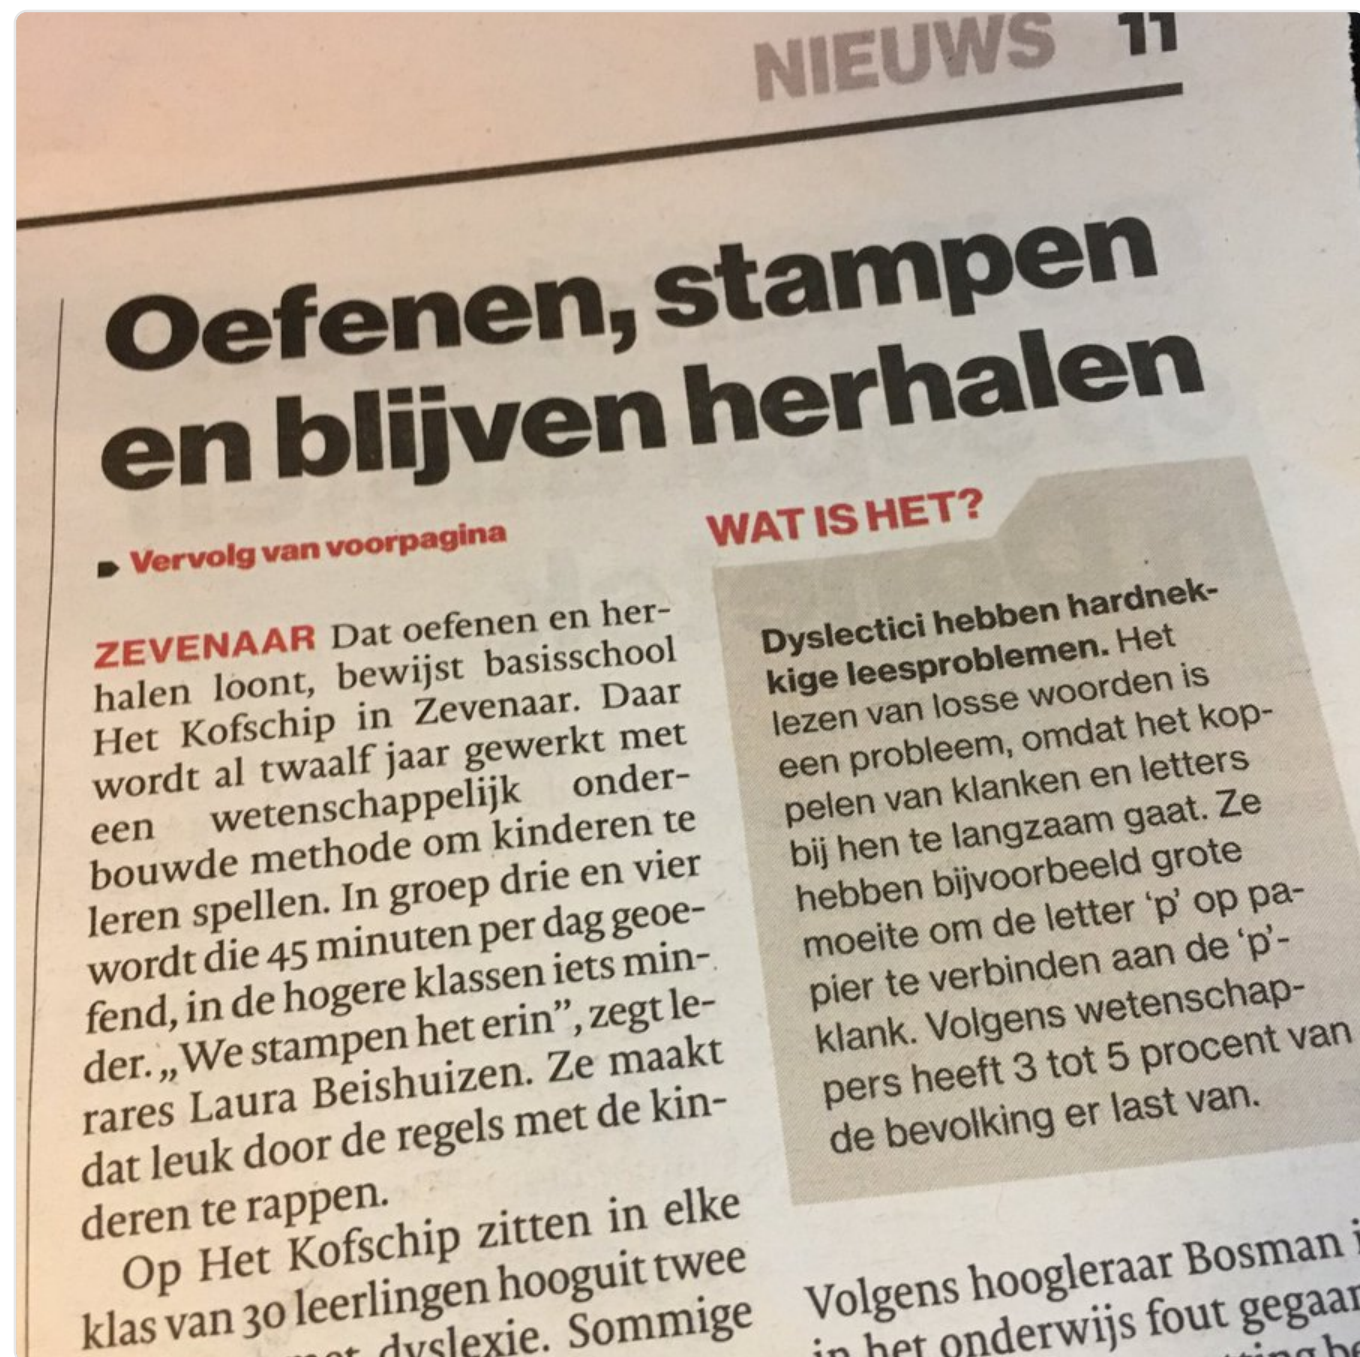 NIEUWS 11
Oefenen, stampen
en blijven herhalen
Vervolg van voorpagina
ZEVENAAR Dat oefenen en her-
halen loont, bewijst basisschool
Het Kofschip in Zevenaar. Daar
wordt al twaalf jaar gewerkt met
een wetenschappelijk onder-
bouwde methode om kinderen te
leren spellen. In groep drie en vier
wordt die 45 minuten per dag geoe-
fend, in de hogere klassen iets min-
der. „We stampen het erin”, zegt le-
rares Laura Beishuizen. Ze maakt
dat leuk door de regels met de kin-
deren te rappen.
Op Het Kofschip zitten in elke
klas van 30 leerlingen hooguit twee
dyslexie. Sommige
WAT IS HET?
Dyslectici hebben hardnek-
kige leesproblemen. Het
lezen van losse woorden is
een probleem, omdat het kop-
pelen van klanken en letters
bij hen te langzaam gaat. Ze
hebben bijvoorbeeld grote
moeite om de letter ‘p’ op pa-
pier te verbinden aan de ‘p’-
klank. Volgens wetenschap-
pers heeft 3 tot 5 procent van
de bevolking er last van.
Volgens hoogleraar Bosman
in het onderwijs fout